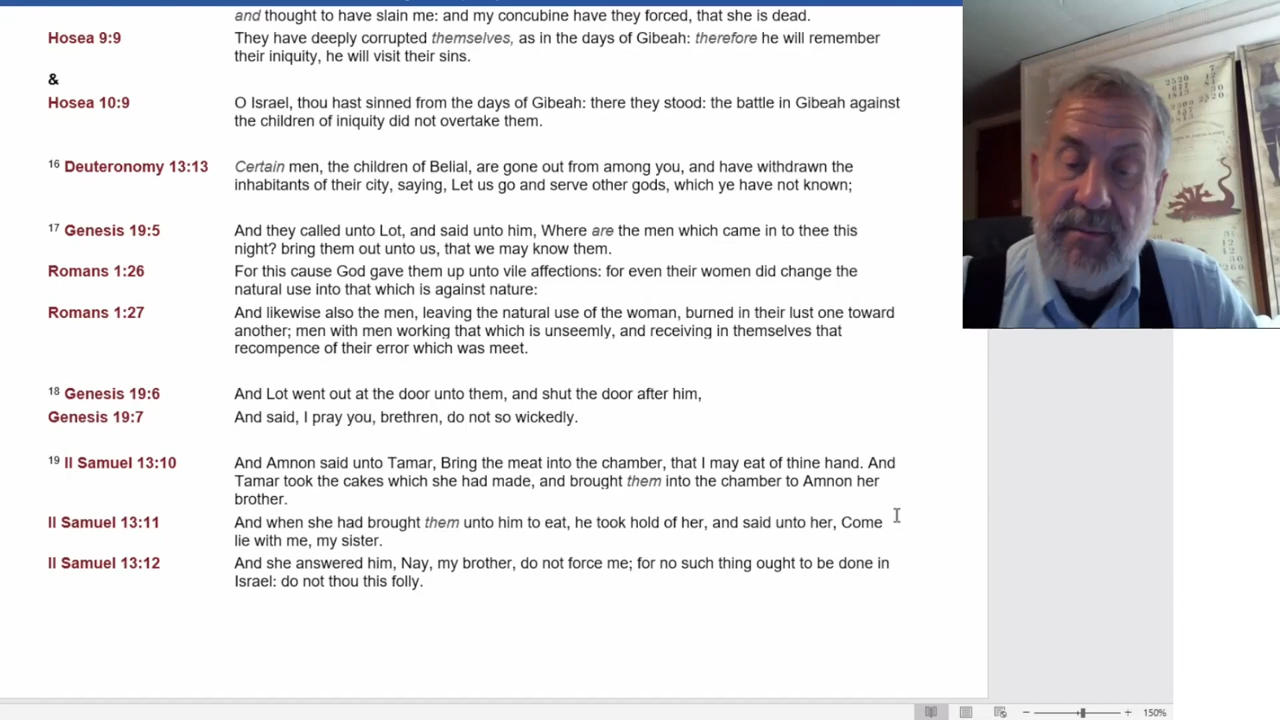 and thought to have slain me: and my concubine have they forced, that she is dead.
Hosea 9:9 They have deeply corrupted themselves, as in the days of Gibeah: therefore he will remember
their iniquity, he will visit their sins.
&
Hosea 10:9 O Israel, thou hast sinned from the days of Gibeah: there they stood: the battle in Gibeah against
the children of iniquity did not overtake them.
16 Deuteronomy 13:13 Certain men, the children of Belial, are gone out from among you, and have withdrawn the
inhabitants of their city, saying, Let us go and serve other gods, which ye have not known;
17 Genesis 19:5 And they called unto Lot, and said unto him, Where are the men which came in to thee this
night? bring them out unto us, that we may know them.
Romans 1:26 For this cause God gave them up unto vile affections: for even their women did change the
natural use into that which is against nature:
Romans 1:27 And likewise also the men, leaving the natural use of the woman, burned in their lust one toward
another; men with men working that which is unseemly, and receiving in themselves that
recompence of their error which was meet.
18 Genesis 19:6 And Lot went out at the door unto them, and shut the door after him,
Genesis 19:7 And said, I pray you, brethren, do not so wickedly.
19 II Samuel 13:10 And Amnon said unto Tamar, Bring the meat into the chamber, that I may eat of thine hand. And
Tamar took the cakes which she had made, and brought them into the chamber to Amnon her
brother.
II Samuel 13:11 And when she had brought them unto him to eat, he took hold of her, and said unto her, Come
lie with me, my sister.
II Samuel 13:12 And she answered him, Nay, my brother, do not force me; for no such thing ought to be done in
Israel: do not thou this folly.
2520
150%